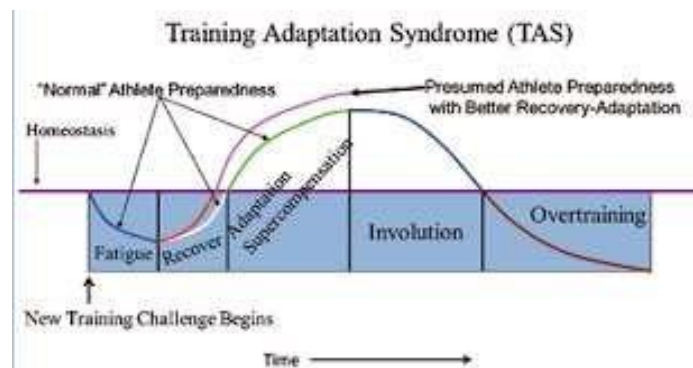 Training Adaptation Syndrome (TAS)
"Normal" Athlete Preparedness
Presumed Athlete Preparedness
with Better Recovery-Adaptation
Homeostasis
Fatigue
Recover
Adaptation
Supercompensation
Involution
Overtraining
New Training Challenge Begins
Time